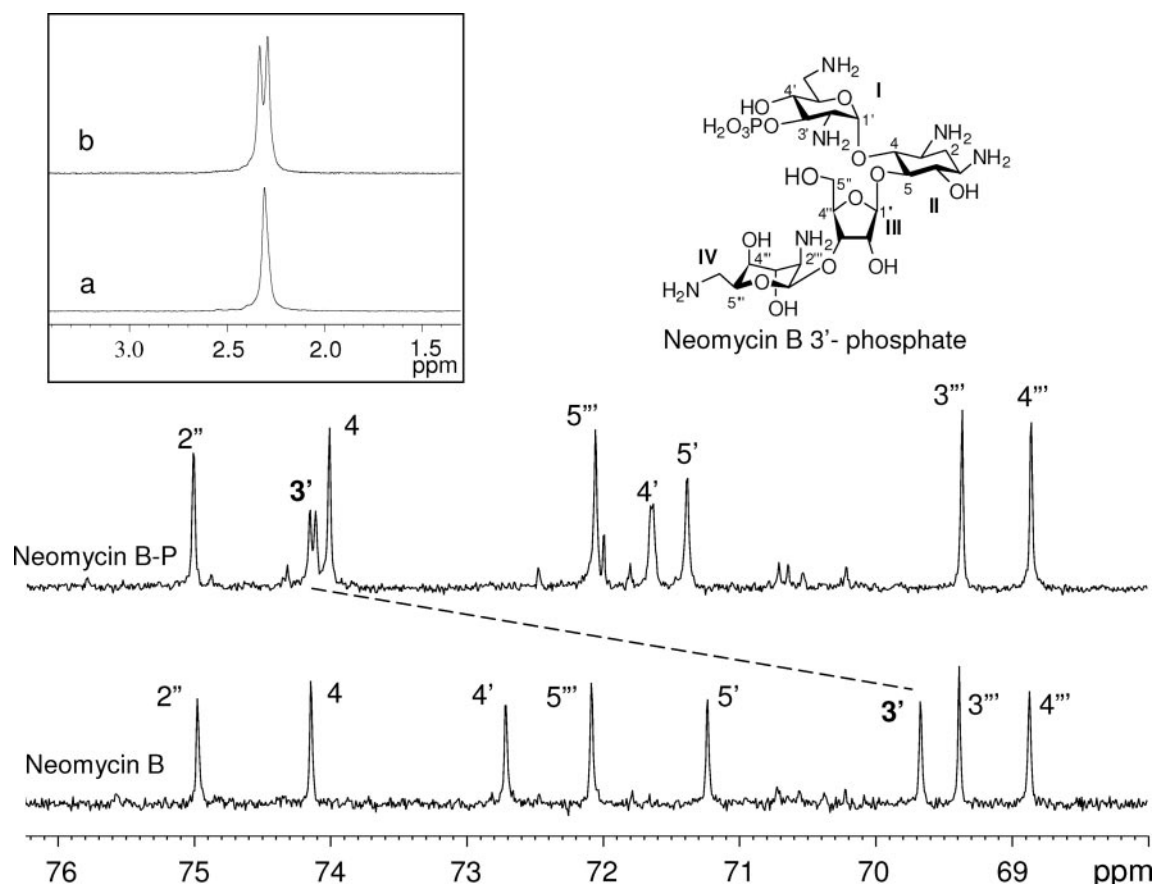 b
a
3.0 2.5 2.0 1.5
ppm
NH₂
I
4'
HO
O
H₂O₃PO
3'
NH₂
1'
O
4
NH₂
2
NH₂
HO
5''
O
5
OH
II
4''
O
1''
III
OH
NH₂
O
OH
IV
4'''
2'''
H₂N
5'''
O
OH
Neomycin B 3'- phosphate
2''
3'
4
5'''
4'
5'
3'''
4'''
Neomycin B-P
2''
4
4'
5'''
5'
3'
3'''
4'''
Neomycin B
76 75 74 73 72 71 70 69 ppm